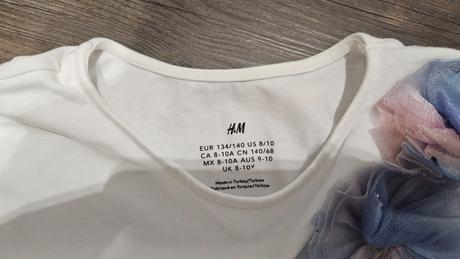 H&M
EUR 134/140 US 8/10
CA 8-10A CN 140/68
MX 8-10A AUS 9-10
UK 8-10Y
Made in Turkey/Türkiye
Fabriqué en Turquie/Türkiye